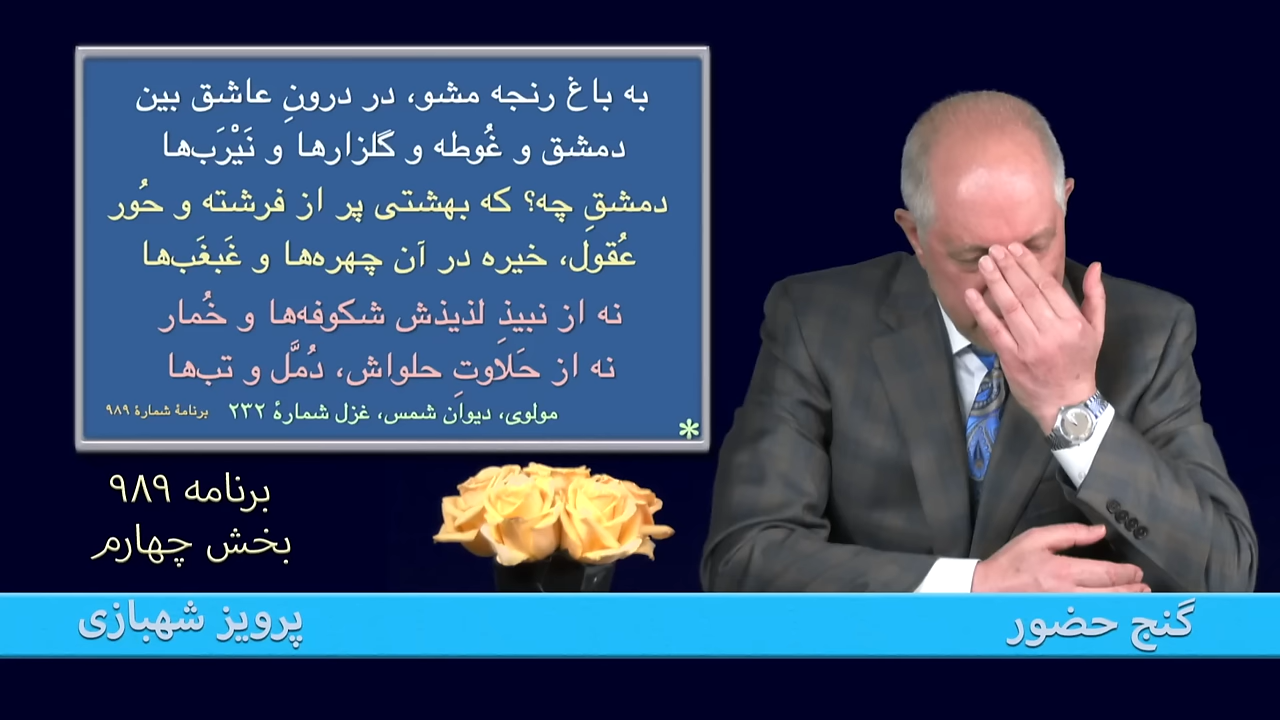 به باغ رنجه مشو، در درونِ عاشق بین
دمشق و غُوطه و گلزارها و نَیْرَب‌ها
دمشقِ چه؟ که بهشتی پر از فرشته و حُور
عُقول، خیره در آن چهره‌ها و غَبغَب‌ها
نه از نبیذِ لذیذش شکوفه‌ها و خُمار
نه از حَلاوتِ حلواش، دُمَّل و تب‌ها
مولوی، دیوان شمس، غزل شمارهٔ ۲۳۲ برنامهٔ شمارهٔ ۹۸۹
*
برنامه ۹۸۹
بخش چهارم
گنج حضور
پرویز شهبازی